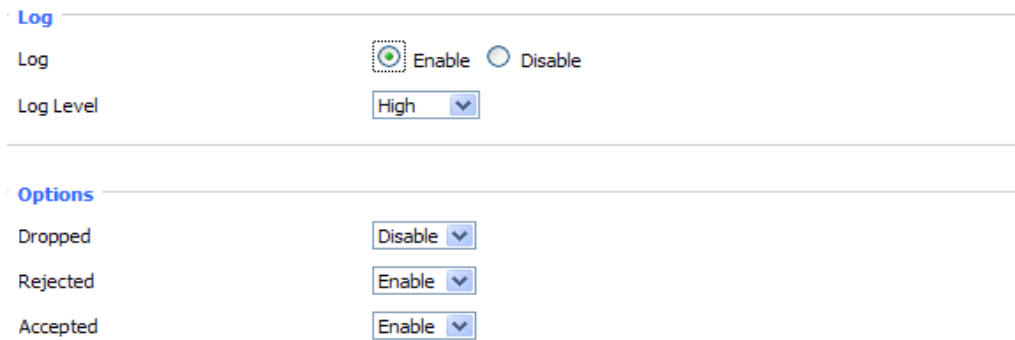 Log
Log Enable Disable
Log Level High
Options
Dropped Disable
Rejected Enable
Accepted Enable